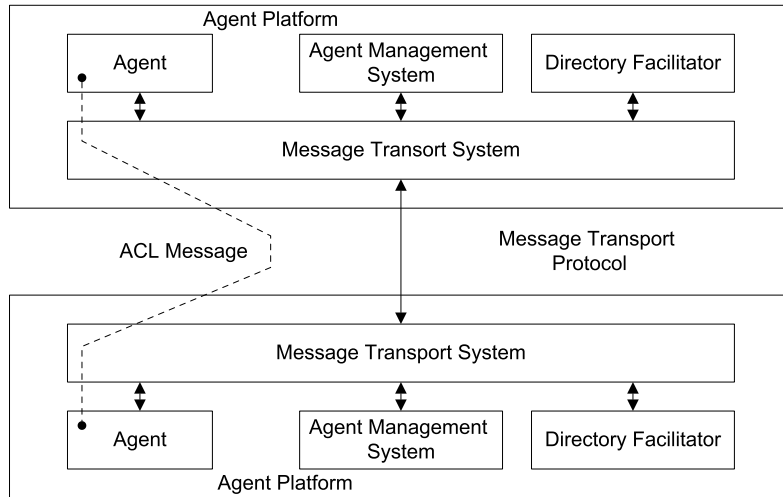 Agent Platform
Agent
Agent Management
System
Directory Facilitator
Message Transort System
ACL Message
Message Transport
Protocol
Message Transport System
Agent
Agent Management
System
Directory Facilitator
Agent Platform